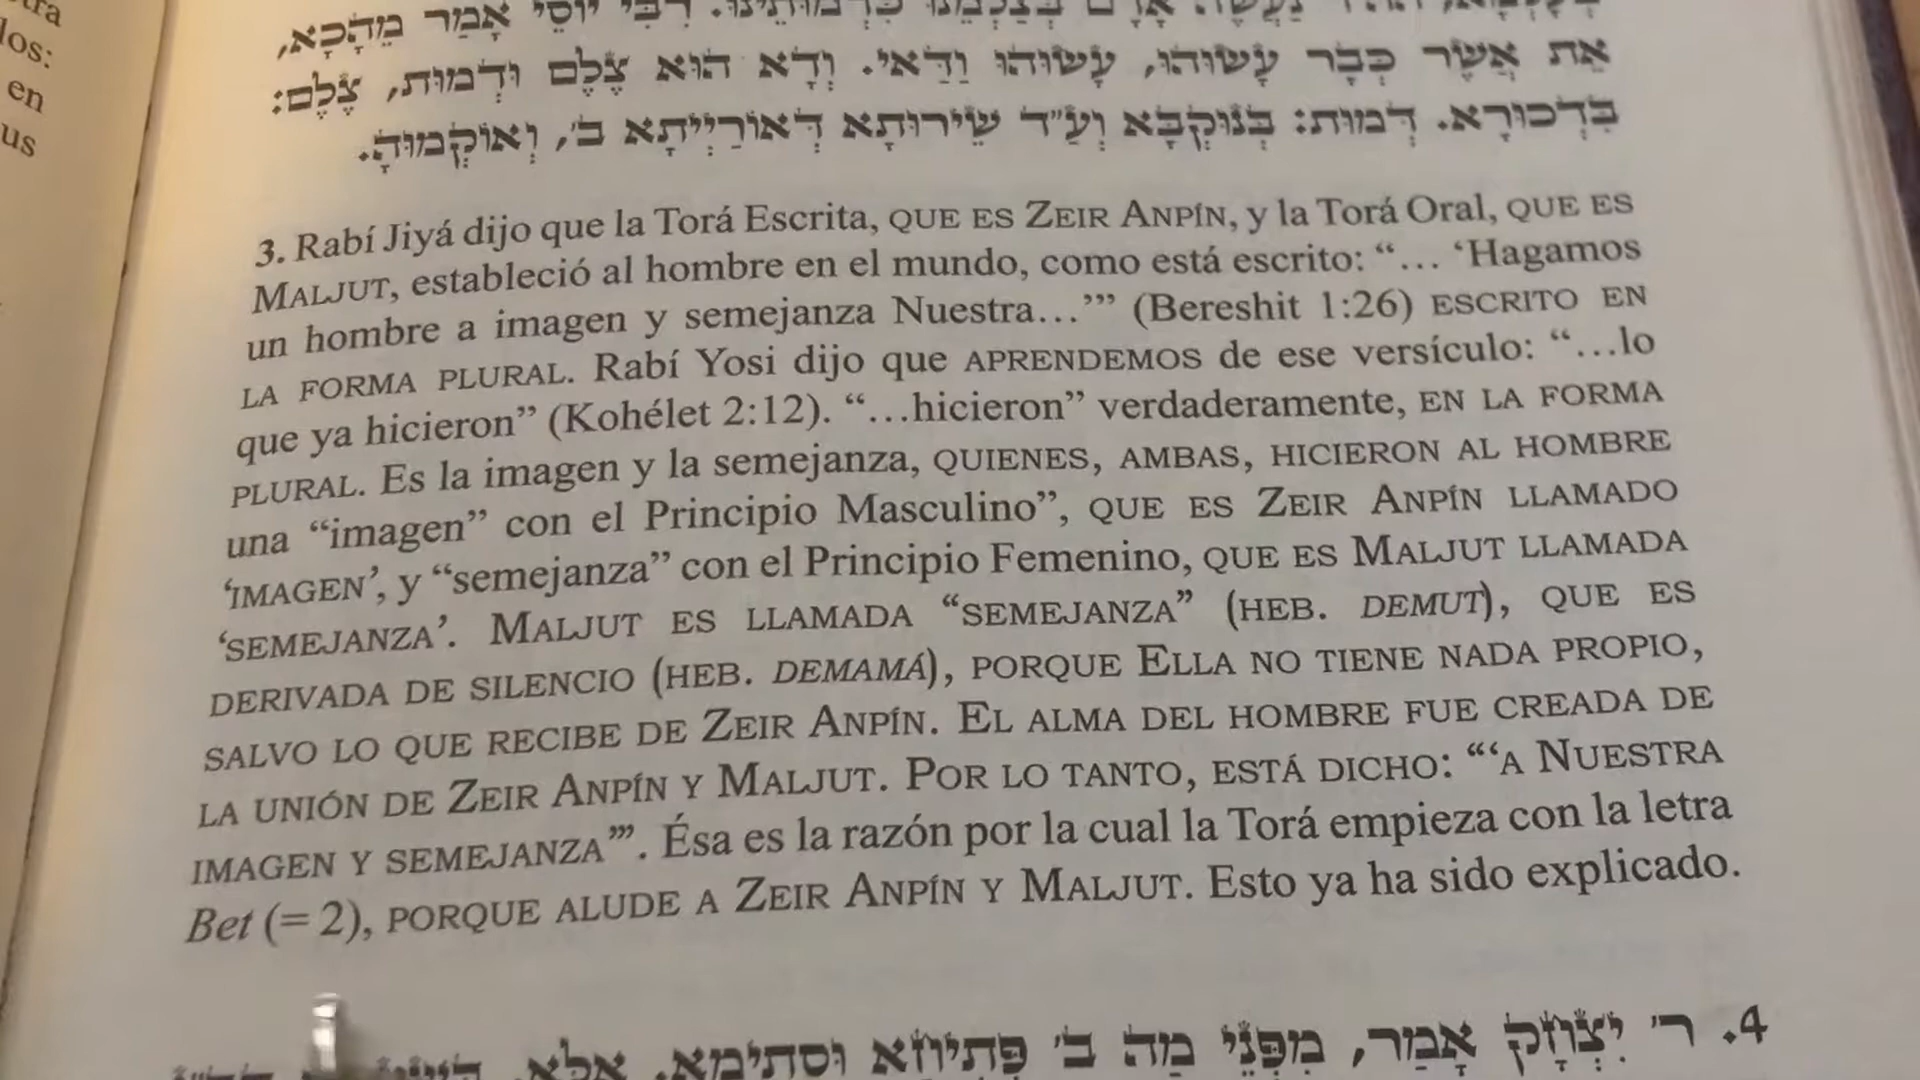 tra
los:
en
us
רִבִּי יוֹסֵי אָמַר מֵהָכָא,
אֵת אֲשֶׁר כְּבָר עָשׂוּהוּ, עָשׂוּהוּ וַדַּאי. וְדָא הוּא צֶלֶם וּדְמוּת, צֶלֶם:
בִּדְכוּרָא. דְּמוּת: בְּנוּקְבָא וְעַ״ד שֵׁירוּתָא דְּאוֹרַיְיתָא ב׳, וְאוֹקְמוּהָ.
3. Rabí Jiyá dijo que la Torá Escrita, QUE ES ZEIR ANPÍN, y la Torá Oral, QUE ES
MALJUT, estableció al hombre en el mundo, como está escrito: “… ‘Hagamos
un hombre a imagen y semejanza Nuestra…’” (Bereshit 1:26) ESCRITO EN
LA FORMA PLURAL. Rabí Yosi dijo que APRENDEMOS de ese versículo: “…lo
que ya hicieron” (Kohélet 2:12). “…hicieron” verdaderamente, EN LA FORMA
PLURAL. Es la imagen y la semejanza, QUIENES, AMBAS, HICIERON AL HOMBRE
una “imagen” con el Principio Masculino”, QUE ES ZEIR ANPÍN LLAMADO
‘IMAGEN’, y “semejanza” con el Principio Femenino, QUE ES MALJUT LLAMADA
‘SEMEJANZA’. MALJUT ES LLAMADA “SEMEJANZA” (HEB. DEMUT), QUE ES
DERIVADA DE SILENCIO (HEB. DEMAMÁ), PORQUE ELLA NO TIENE NADA PROPIO,
SALVO LO QUE RECIBE DE ZEIR ANPÍN. EL ALMA DEL HOMBRE FUE CREADA DE
LA UNIÓN DE ZEIR ANPÍN Y MALJUT. POR LO TANTO, ESTÁ DICHO: “‘A NUESTRA
IMAGEN Y SEMEJANZA’”. Ésa es la razón por la cual la Torá empieza con la letra
Bet (= 2), PORQUE ALUDE A ZEIR ANPÍN Y MALJUT. Esto ya ha sido explicado.
4. ר׳ יִצְחָק אָמַר, מִפְּנֵי מַה ב׳ פְּתִיחָא וּסְתִימָא. אֶלָּא